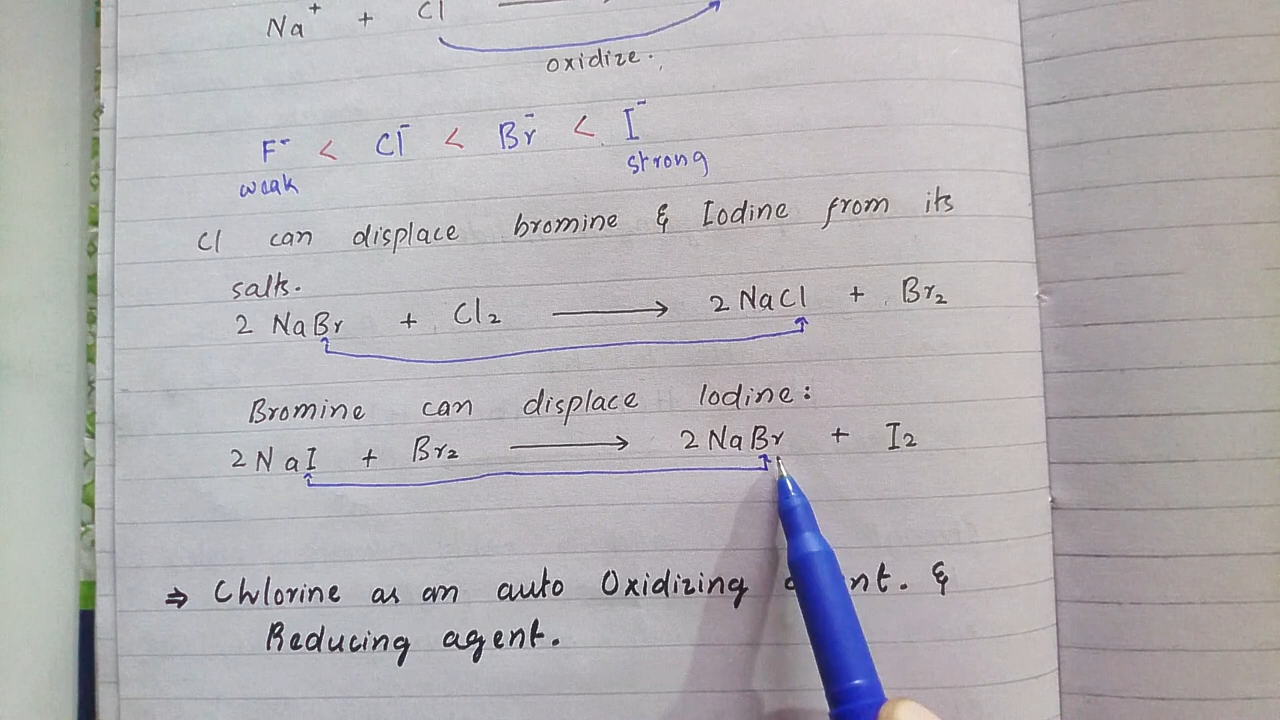 Na⁺ + Cl ⟶
oxidize.
F⁻ < Cl⁻ < Br⁻ < I⁻
weak strong
Cl can displace bromine & Iodine from its
salts.
2 NaBr + Cl₂ ⟶ 2 NaCl + Br₂
Bromine can displace Iodine:
2 NaI + Br₂ ⟶ 2 NaBr + I₂
⇒ Chlorine as an auto Oxidizing nt. &
Reducing agent.